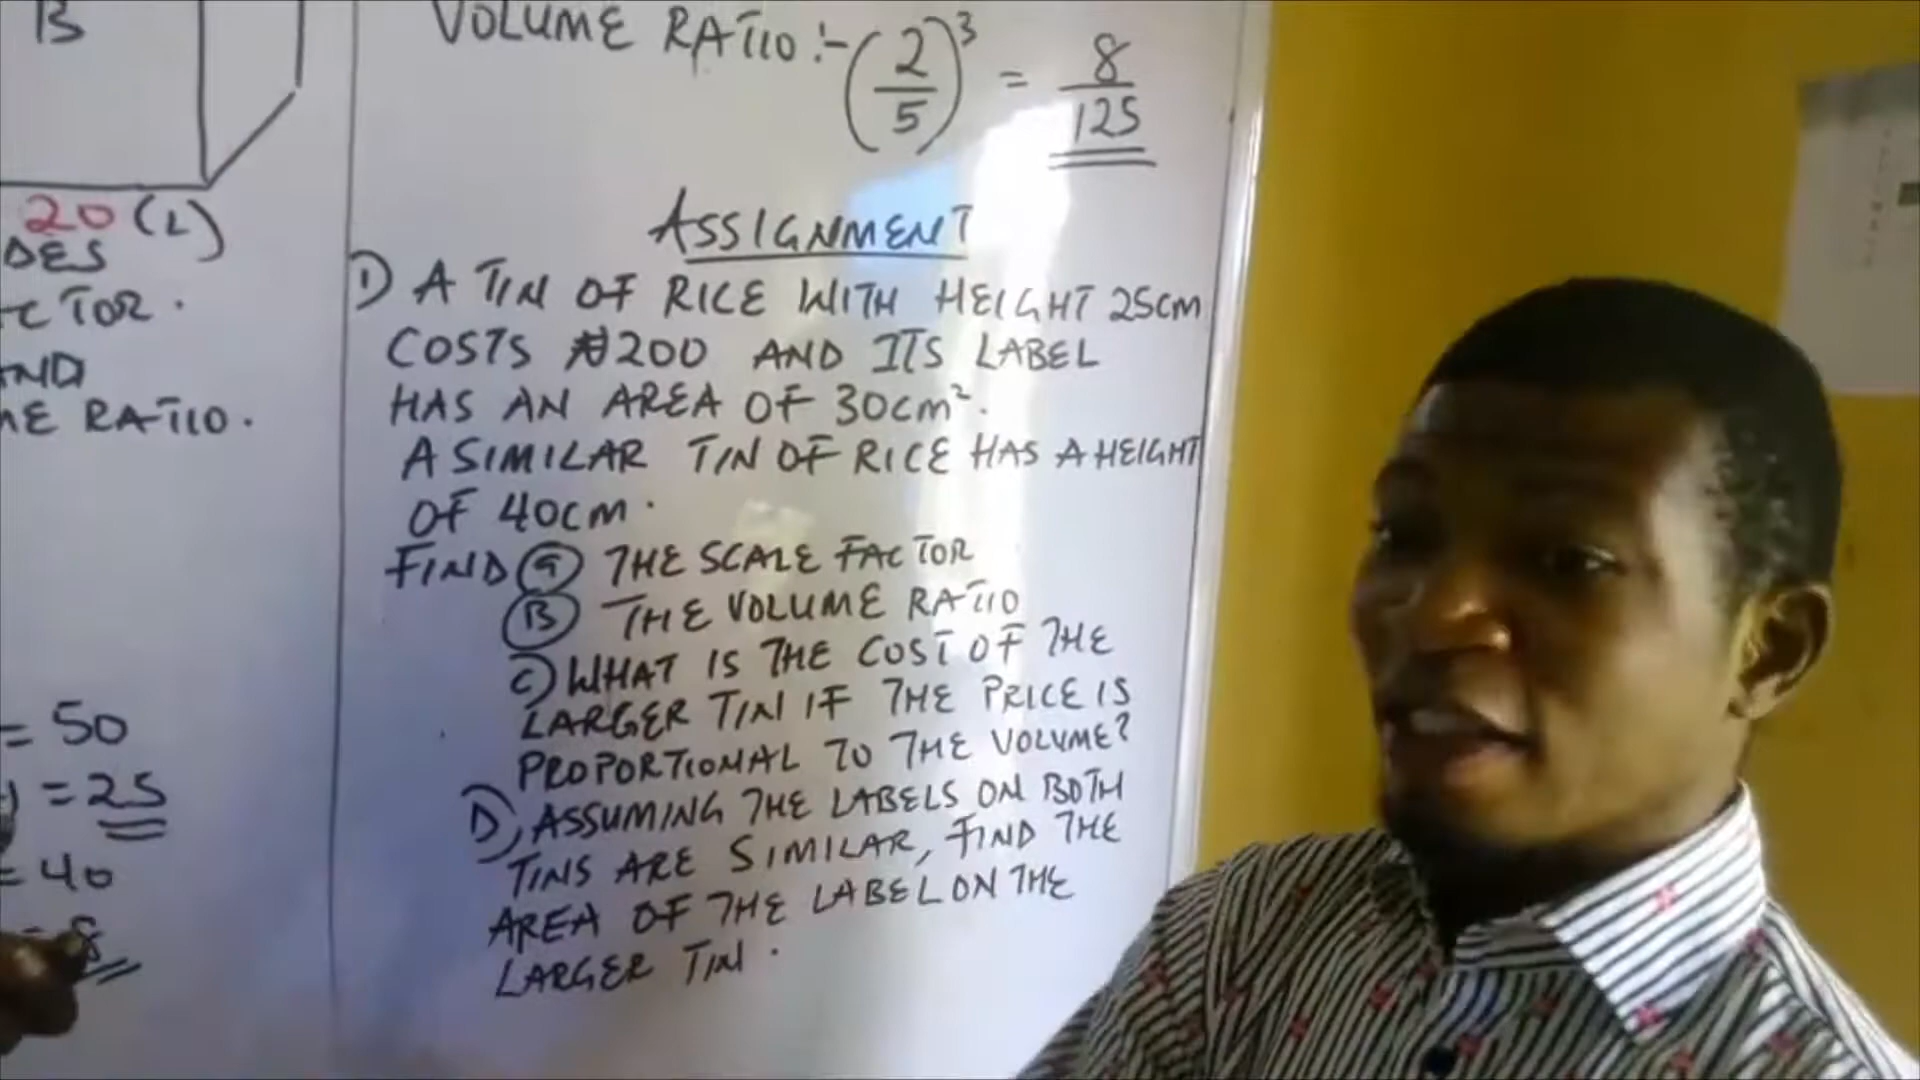 B
20 (L)
DES
CTOR.
AND
ME RATIO.
= 50
= 25
= 40
= 8
VOLUME RATIO :- (2/5)³ = 8/125
ASSIGNMENT
1) A TIN OF RICE WITH HEIGHT 25CM
COSTS ₦200 AND ITS LABEL
HAS AN AREA OF 30CM².
A SIMILAR TIN OF RICE HAS A HEIGHT
OF 40CM.
FIND (a) THE SCALE FACTOR
(B) THE VOLUME RATIO
C) WHAT IS THE COST OF THE
LARGER TIN IF THE PRICE IS
PROPORTIONAL TO THE VOLUME?
D) ASSUMING THE LABELS ON BOTH
TINS ARE SIMILAR, FIND THE
AREA OF THE LABEL ON THE
LARGER TIN.